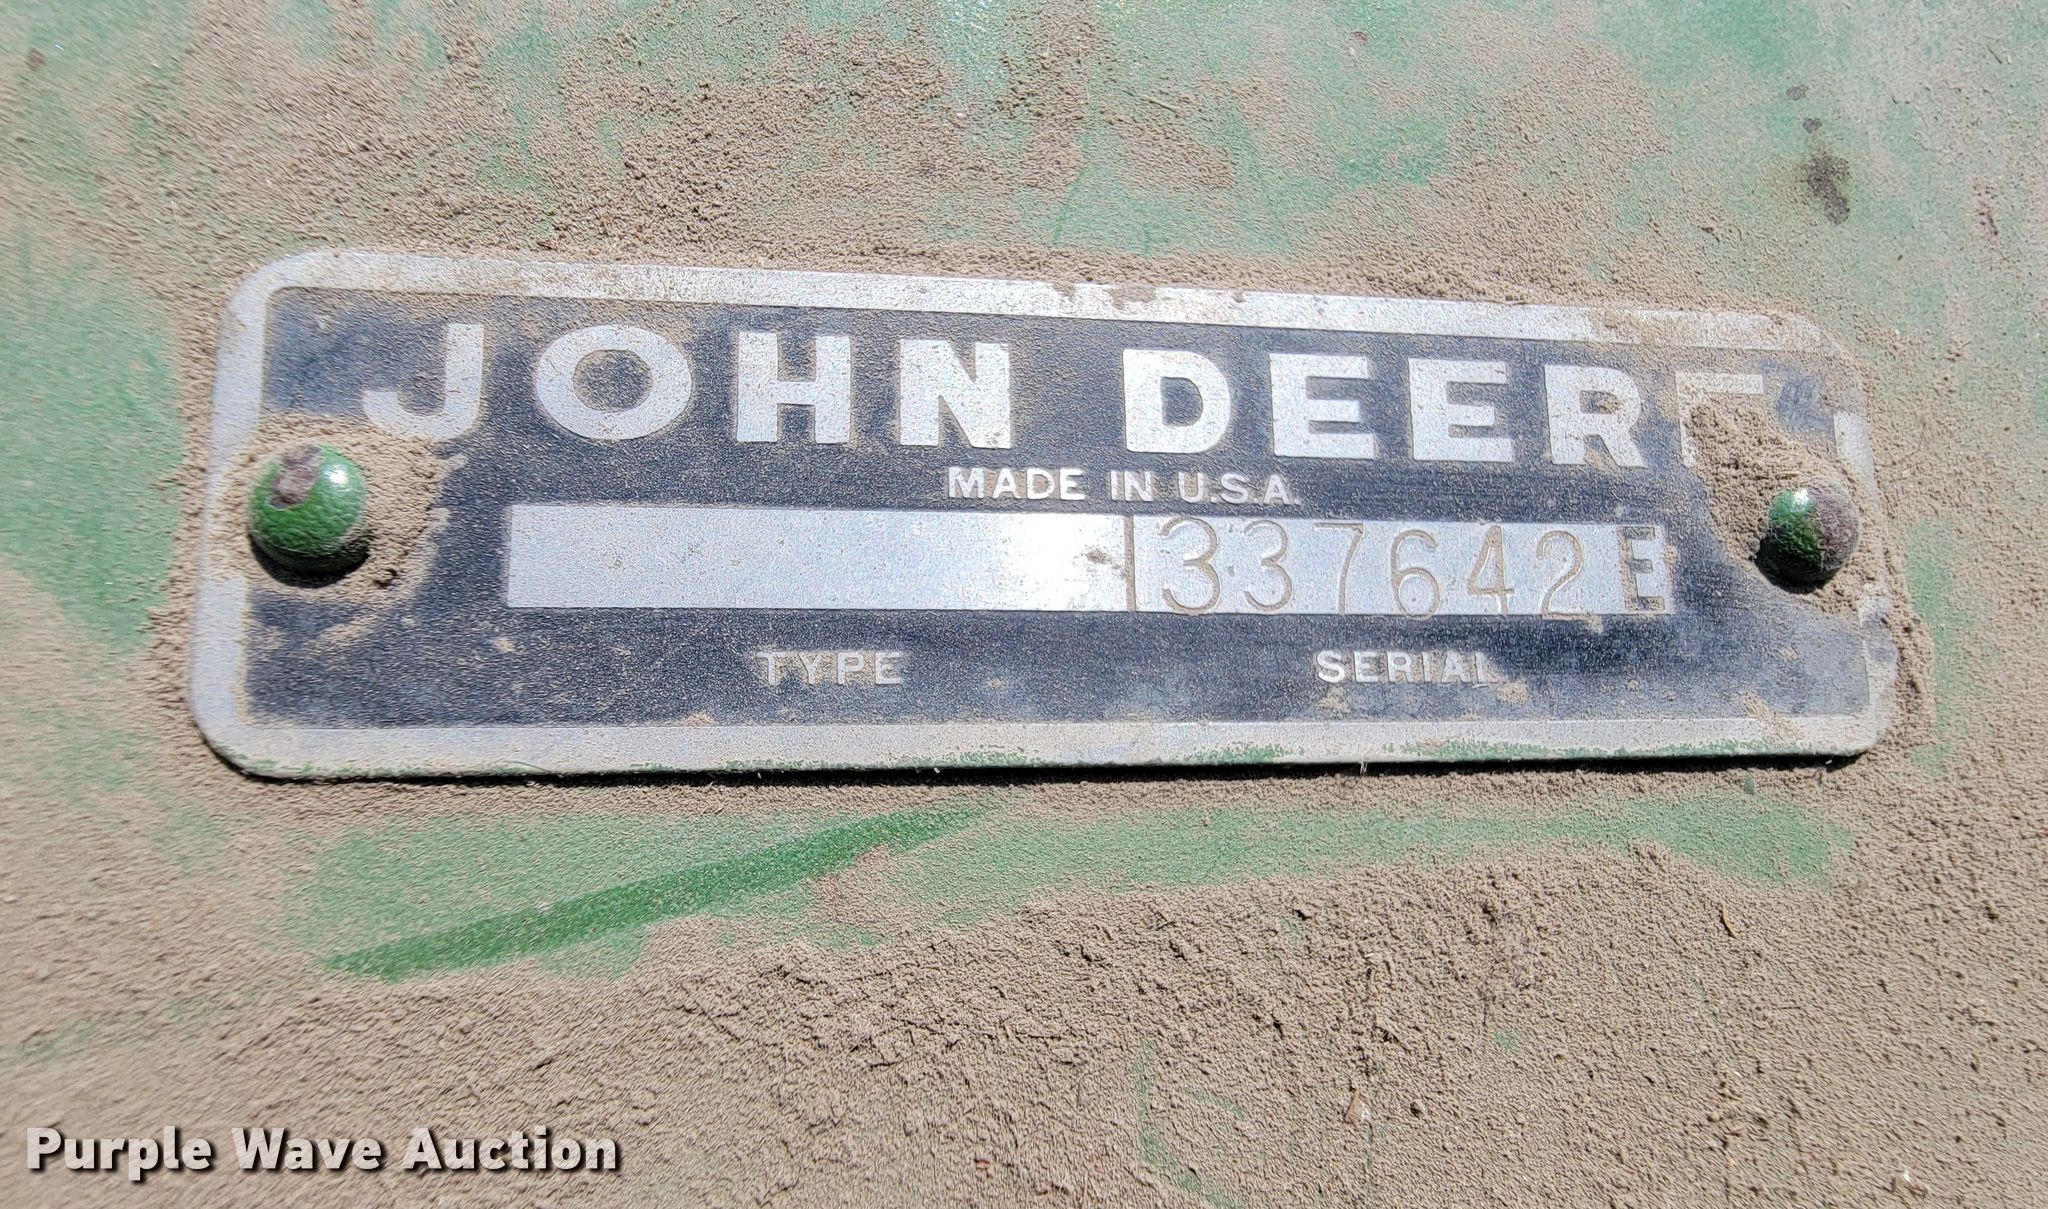 JOHN DEERE
MADE IN U.S.A.
337642E
TYPE SERIAL
Purple Wave Auction